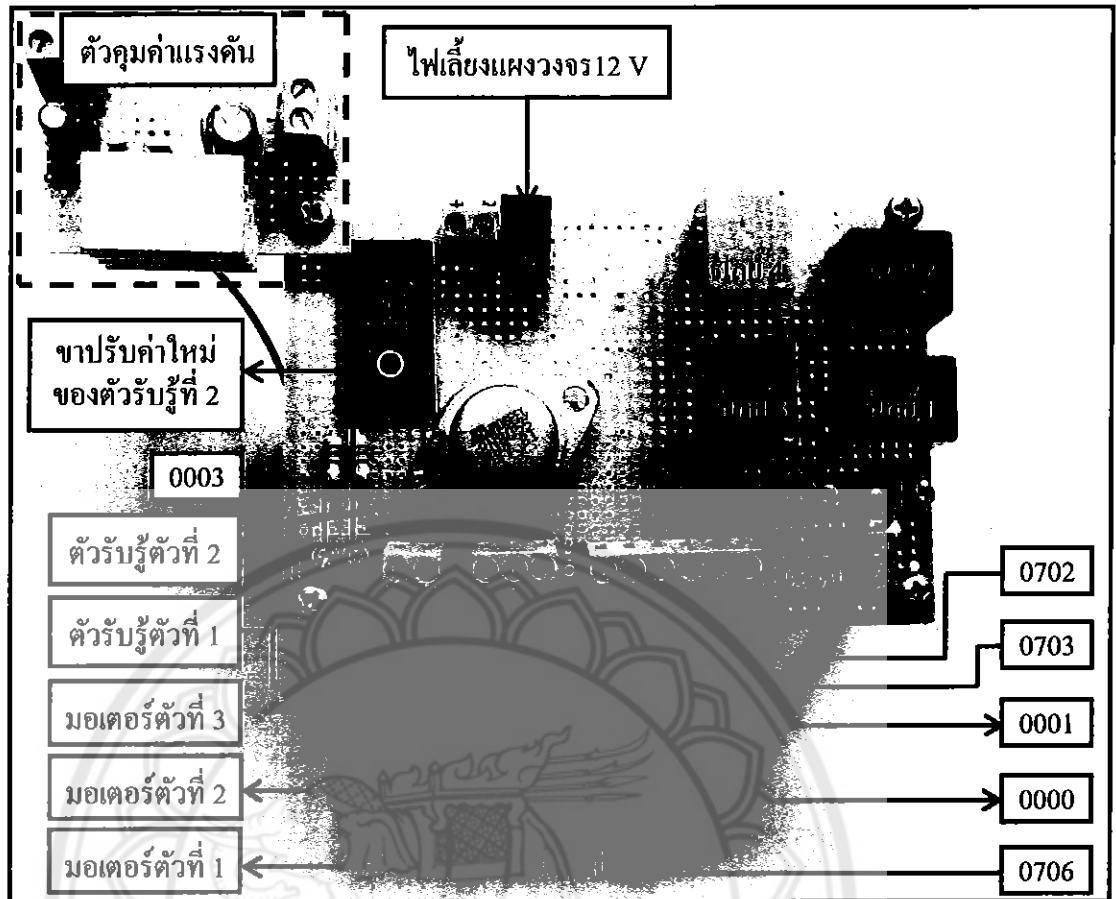 ตัวคุมค่าแรงดัน
ไฟเลี้ยงแผงวงจร12 V
ขาปรับค่าใหม่
ของตัวรับรู้ที่ 2
0003
ตัวรับรู้ตัวที่ 2
ตัวรับรู้ตัวที่ 1
มอเตอร์ตัวที่ 3
มอเตอร์ตัวที่ 2
มอเตอร์ตัวที่ 1
0702
0703
0001
0000
0706